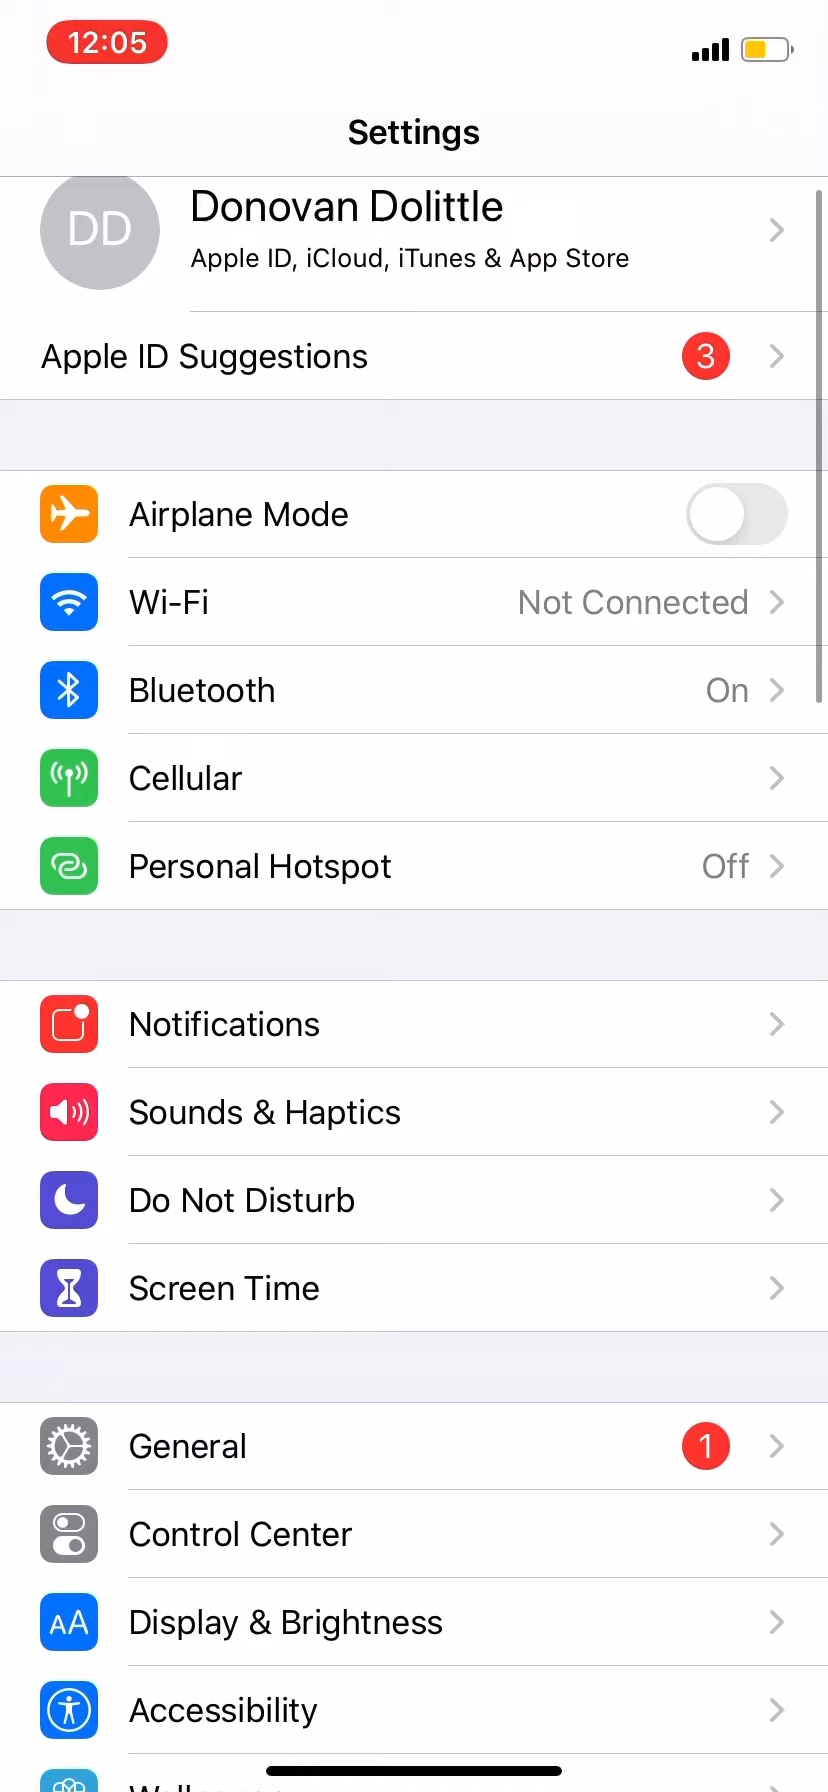 12:05
Settings
DD
Donovan Dolittle
Apple ID, iCloud, iTunes & App Store
Apple ID Suggestions 3
Airplane Mode
Wi-Fi Not Connected
Bluetooth On
Cellular
Personal Hotspot Off
Notifications
Sounds & Haptics
Do Not Disturb
Screen Time
General 1
Control Center
AA Display & Brightness
Accessibility